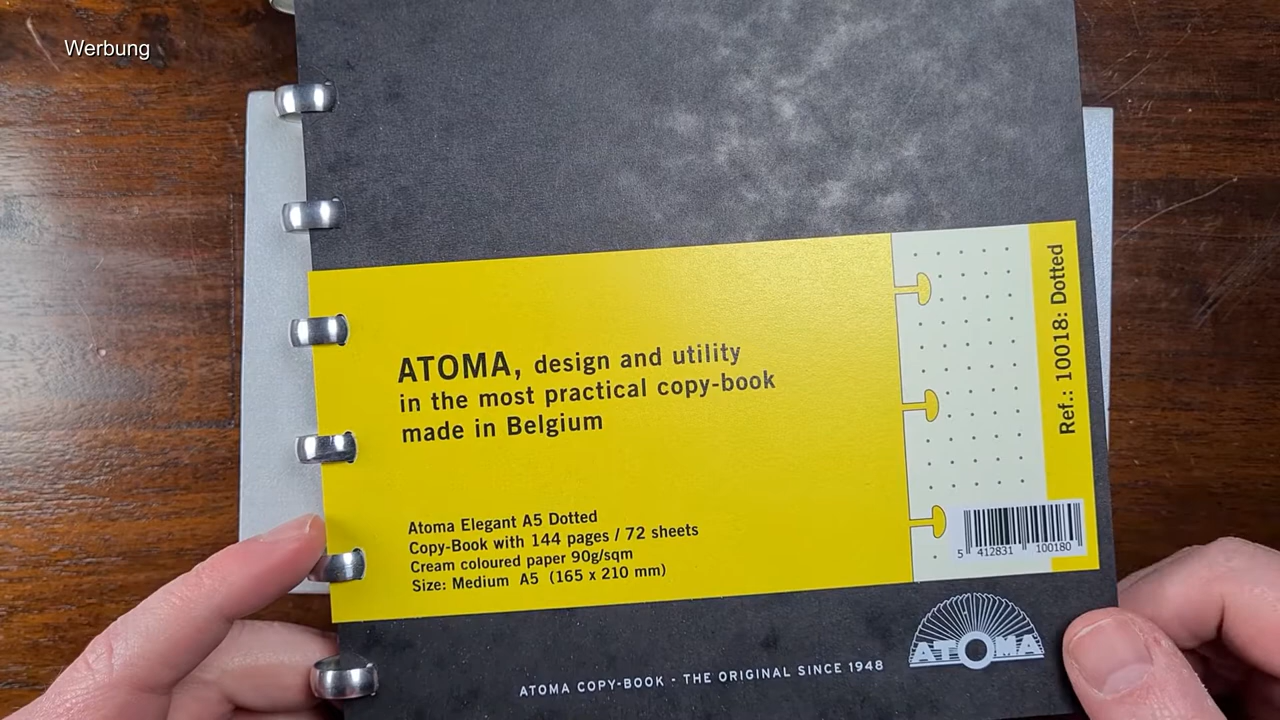 Werbung
ATOMA, design and utility
in the most practical copy-book
made in Belgium
Atoma Elegant A5 Dotted
Copy-Book with 144 pages / 72 sheets
Cream coloured paper 90g/sqm
Size: Medium A5 (165 x 210 mm)
Ref.: 10018: Dotted
5 412831 100180
ATOMA
ATOMA COPY-BOOK - THE ORIGINAL SINCE 1948